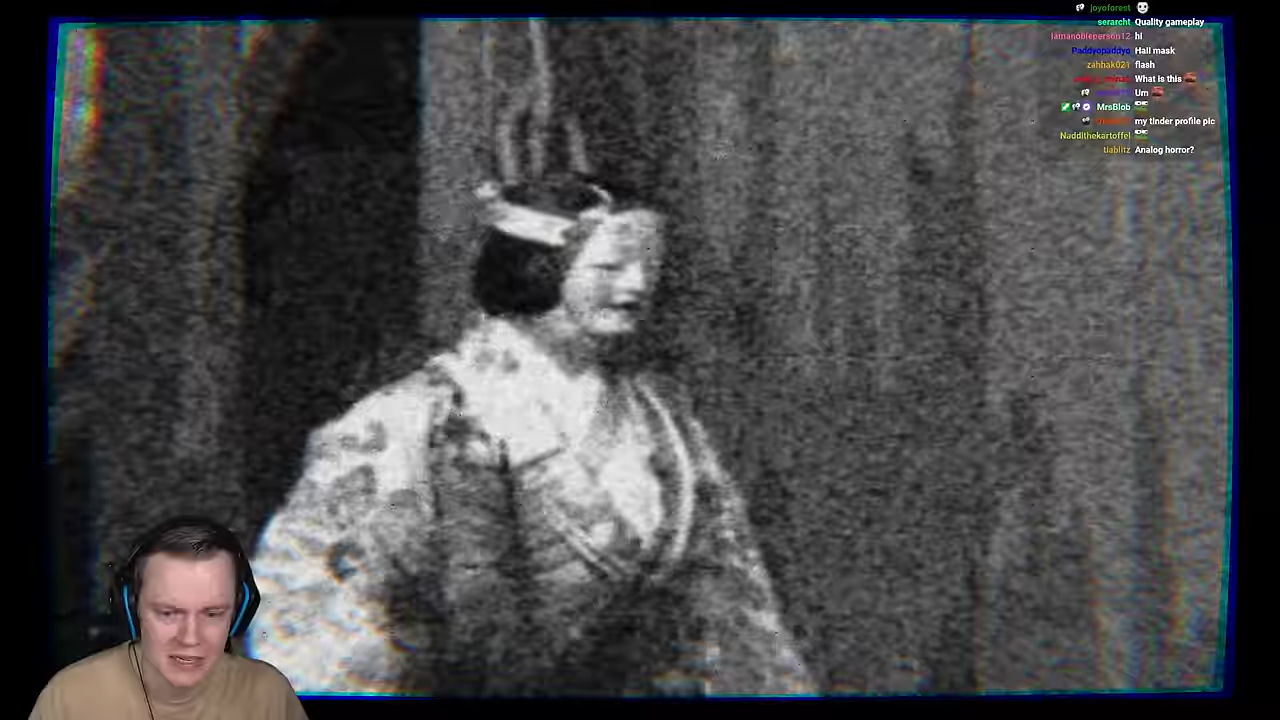 joyoforest
serarcht Quality gameplay
iamanobleperson12 hi
Paddyopaddyo Hall mask
zahhak021 flash
What is this
Um
MrsBlob
my tinder profile pic
Naddithekartoffel
tiablitz Analog horror?